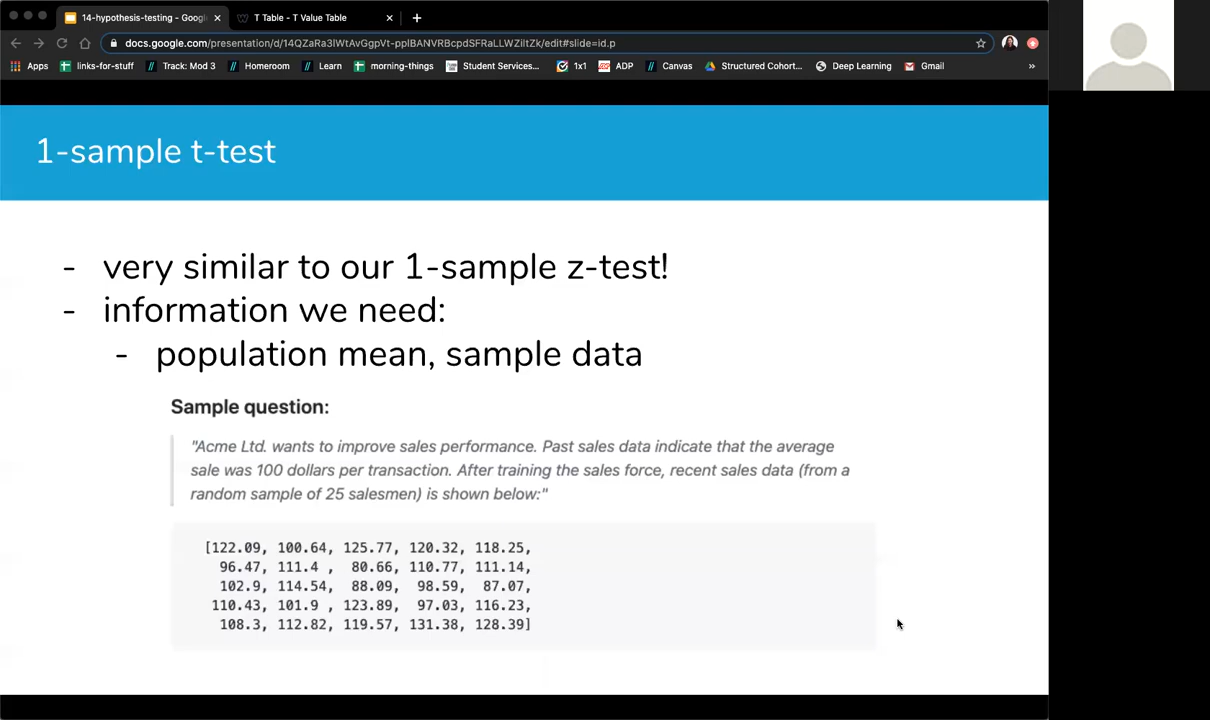 14-hypothesis-testing - Googl
T Table - T Value Table
docs.google.com/presentation/d/14QZaRa3lWtAvGgpVt-pplBANVRBcpdSFRaLLWZiltZk/edit#slide=id.p
Apps links-for-stuff Track: Mod 3 Homeroom Learn morning-things Student Services... 1x1 ADP Canvas Structured Cohort... Deep Learning Gmail »
1-sample t-test
- very similar to our 1-sample z-test!
- information we need:
- population mean, sample data
Sample question:
"Acme Ltd. wants to improve sales performance. Past sales data indicate that the average
sale was 100 dollars per transaction. After training the sales force, recent sales data (from a
random sample of 25 salesmen) is shown below:"
[122.09, 100.64, 125.77, 120.32, 118.25,
96.47, 111.4 , 80.66, 110.77, 111.14,
102.9, 114.54, 88.09, 98.59, 87.07,
110.43, 101.9 , 123.89, 97.03, 116.23,
108.3, 112.82, 119.57, 131.38, 128.39]